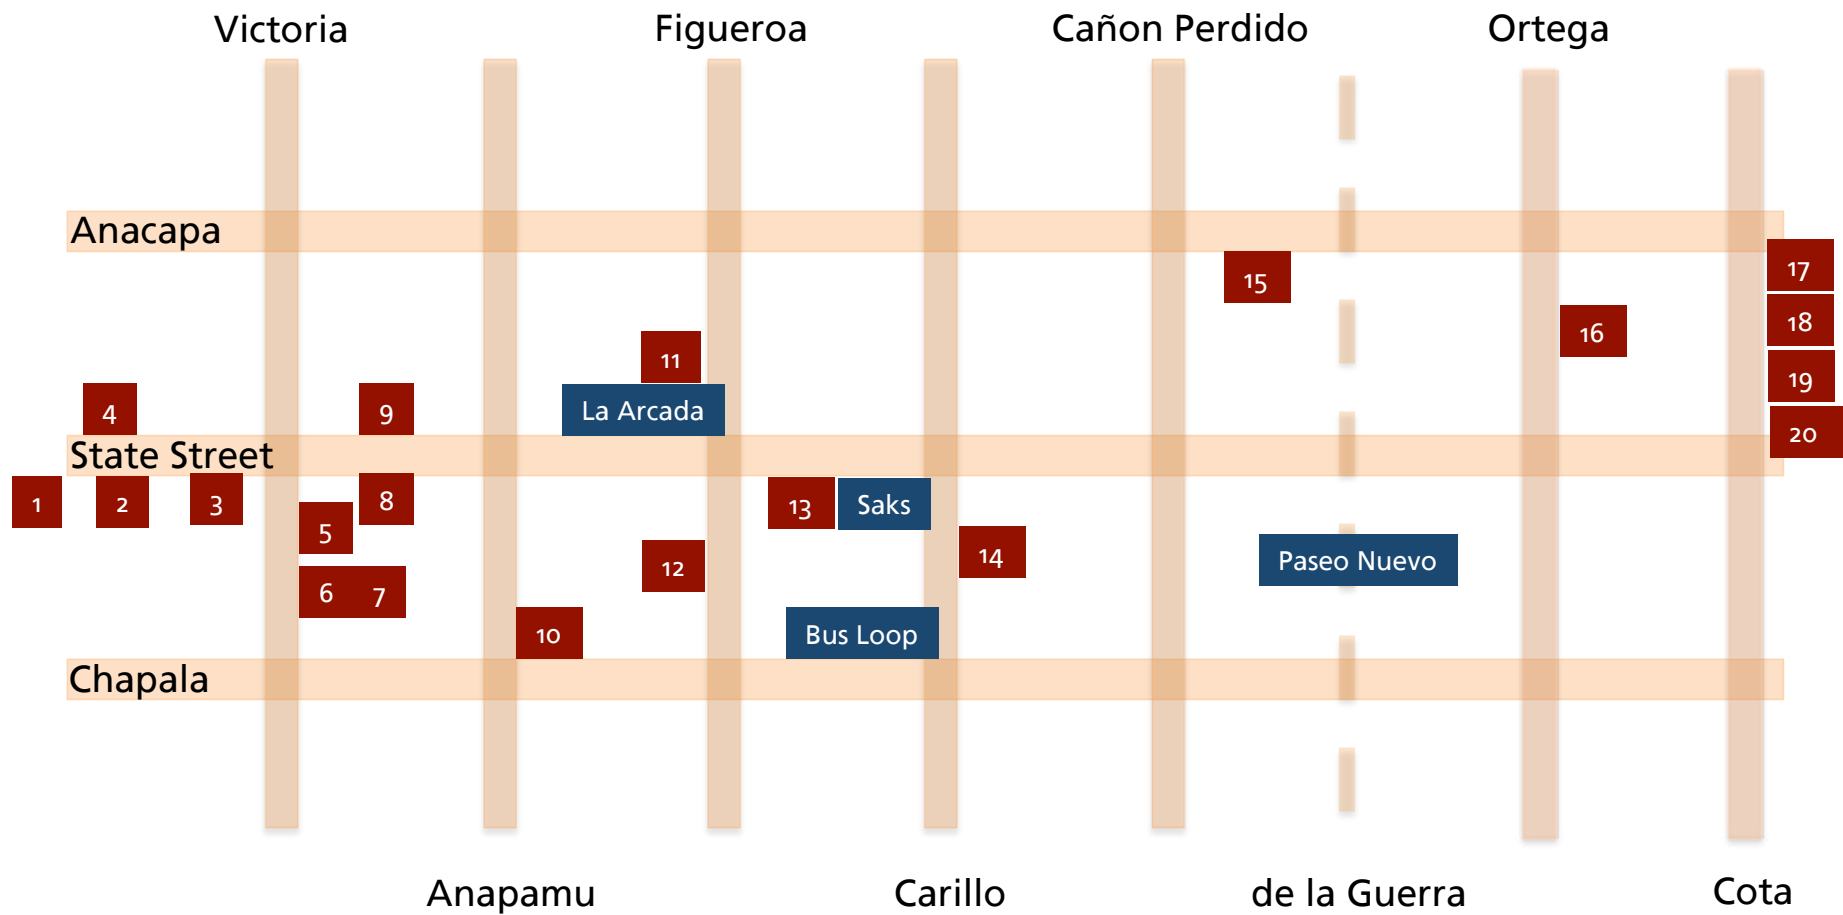 Victoria
Figueroa
Cañon Perdido
Ortega
Anacapa
17
15
18
16
11
19
4
9
La Arcada
20
State Street
1
2
3
8
13
Saks
5
14
12
Paseo Nuevo
6
7
10
Bus Loop
Chapala
Anapamu
Carillo
de la Guerra
Cota